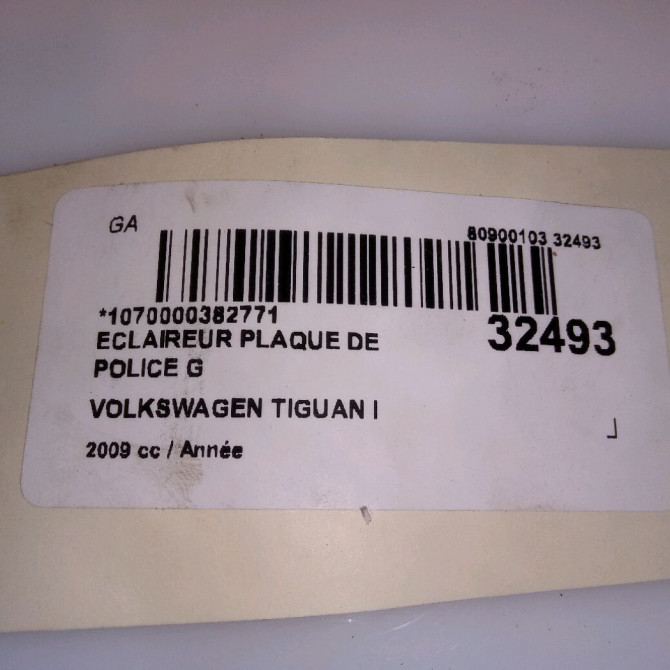 GA
80900103 32493
*1070000382771
32493
ECLAIREUR PLAQUE DE
POLICE G
VOLKSWAGEN TIGUAN I
2009 cc / Année